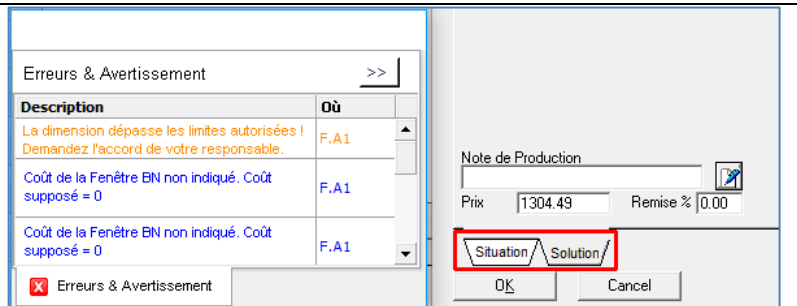 Erreurs & Avertissement >>
Description Où
La dimension dépasse les limites autorisées !
Demandez l'accord de votre responsable.
F.A1
Coût de la Fenêtre BN non indiqué. Coût
supposé = 0
F.A1
Coût de la Fenêtre BN non indiqué. Coût
supposé = 0
F.A1
Erreurs & Avertissement
Note de Production
Prix 1304.49 Remise % 0.00
Situation Solution
OK Cancel